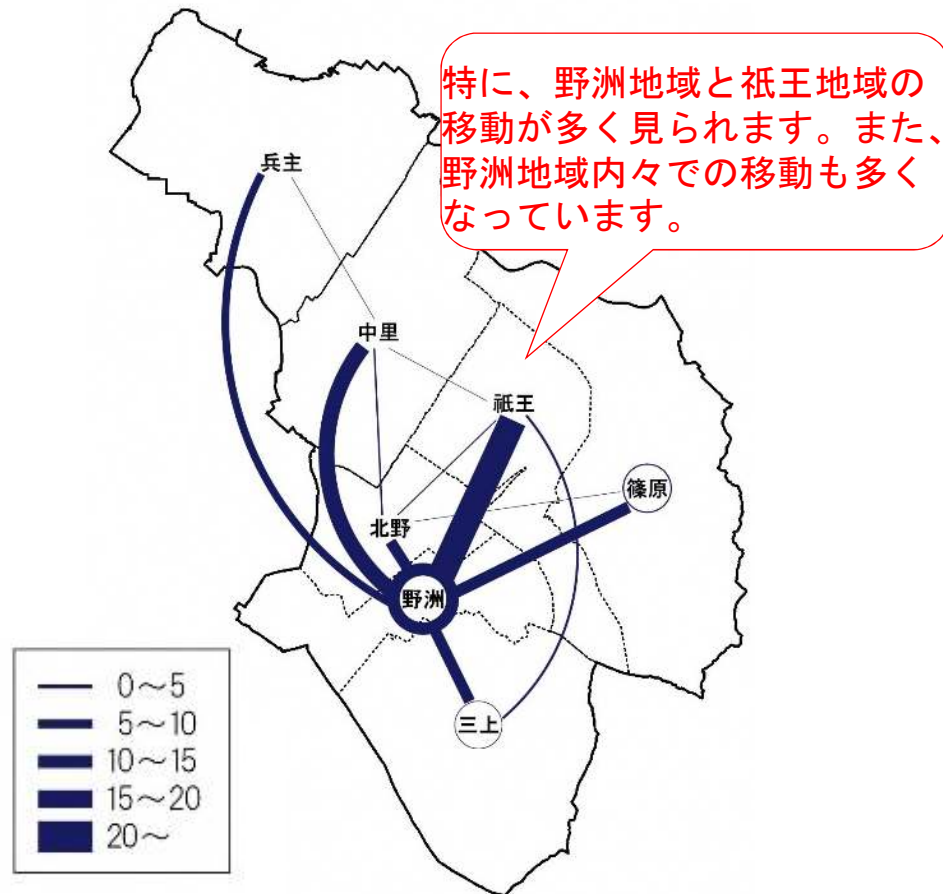 特に、野洲地域と祇王地域の
移動が多く見られます。また、
野洲地域内々での移動も多く
なっています。
兵主
中里
祇王
篠原
北野
野洲
三上
0～5
5～10
10～15
15～20
20～